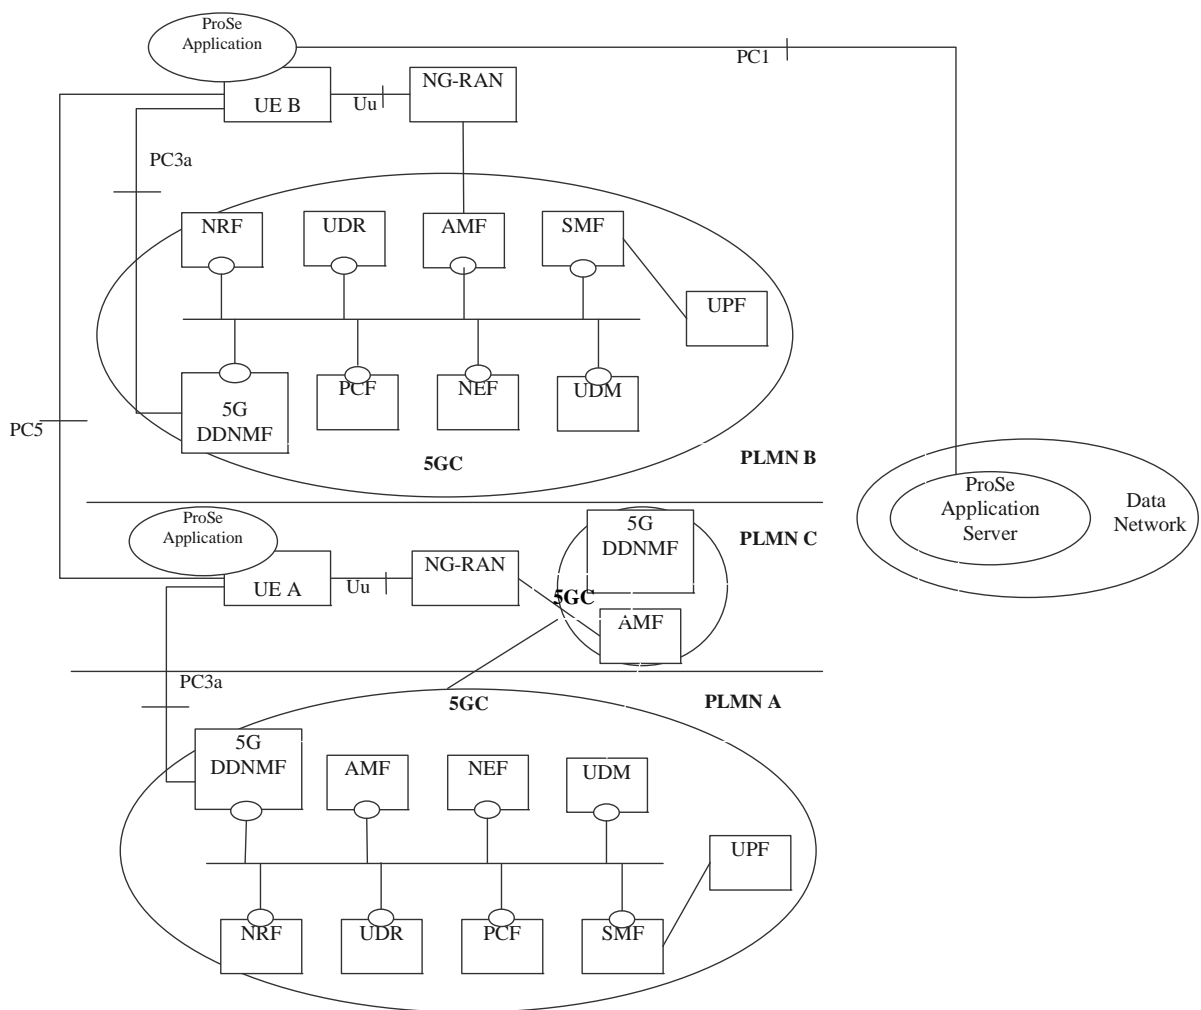 ProSe
Application
PC1
NG-RAN
UE B
Uu
PC3a
NRF
UDR
AMF
SMF
UPF
PCF
NEF
UDM
5G
DDNMF
PC5
5GC
PLMN B
ProSe
Application
Server
Data
Network
ProSe
Application
5G
DDNMF
PLMN C
NG-RAN
UE A
Uu
5GC
AMF
PC3a
5GC
PLMN A
5G
DDNMF
AMF
NEF
UDM
UPF
NRF
UDR
PCF
SMF